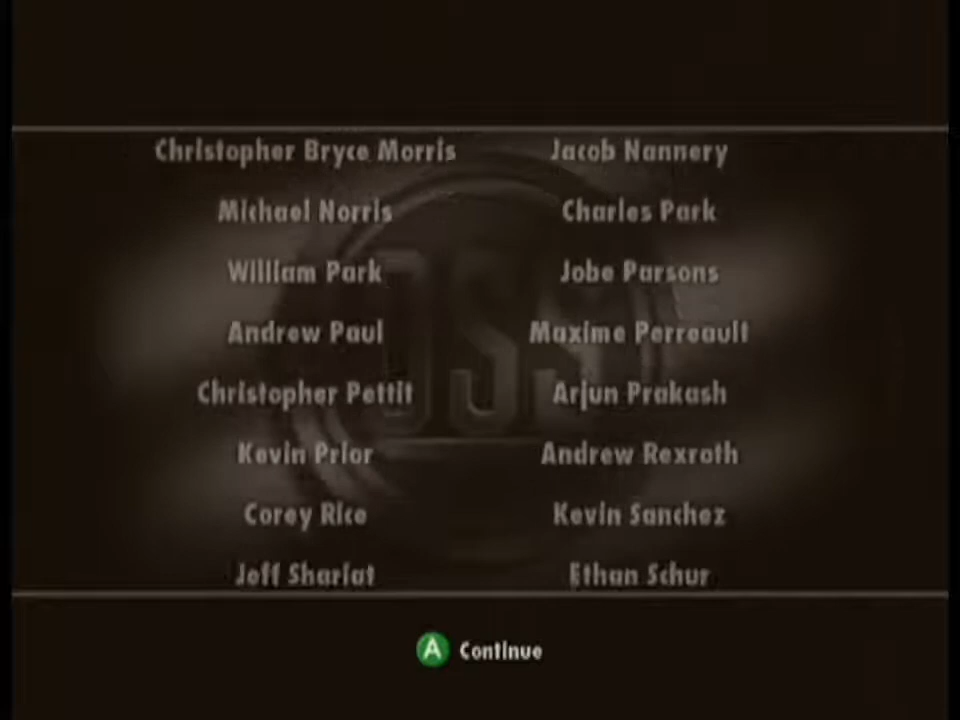 Christopher Bryce Morris Jacob Nannery
Michael Norris Charles Park
William Park Jobe Parsons
Andrew Paul Maxime Perreault
Christopher Pettit Arjun Prakash
Kevin Prior Andrew Rexroth
Corey Rice Kevin Sanchez
Jeff Shariat Ethan Schur
OSS
A Continue